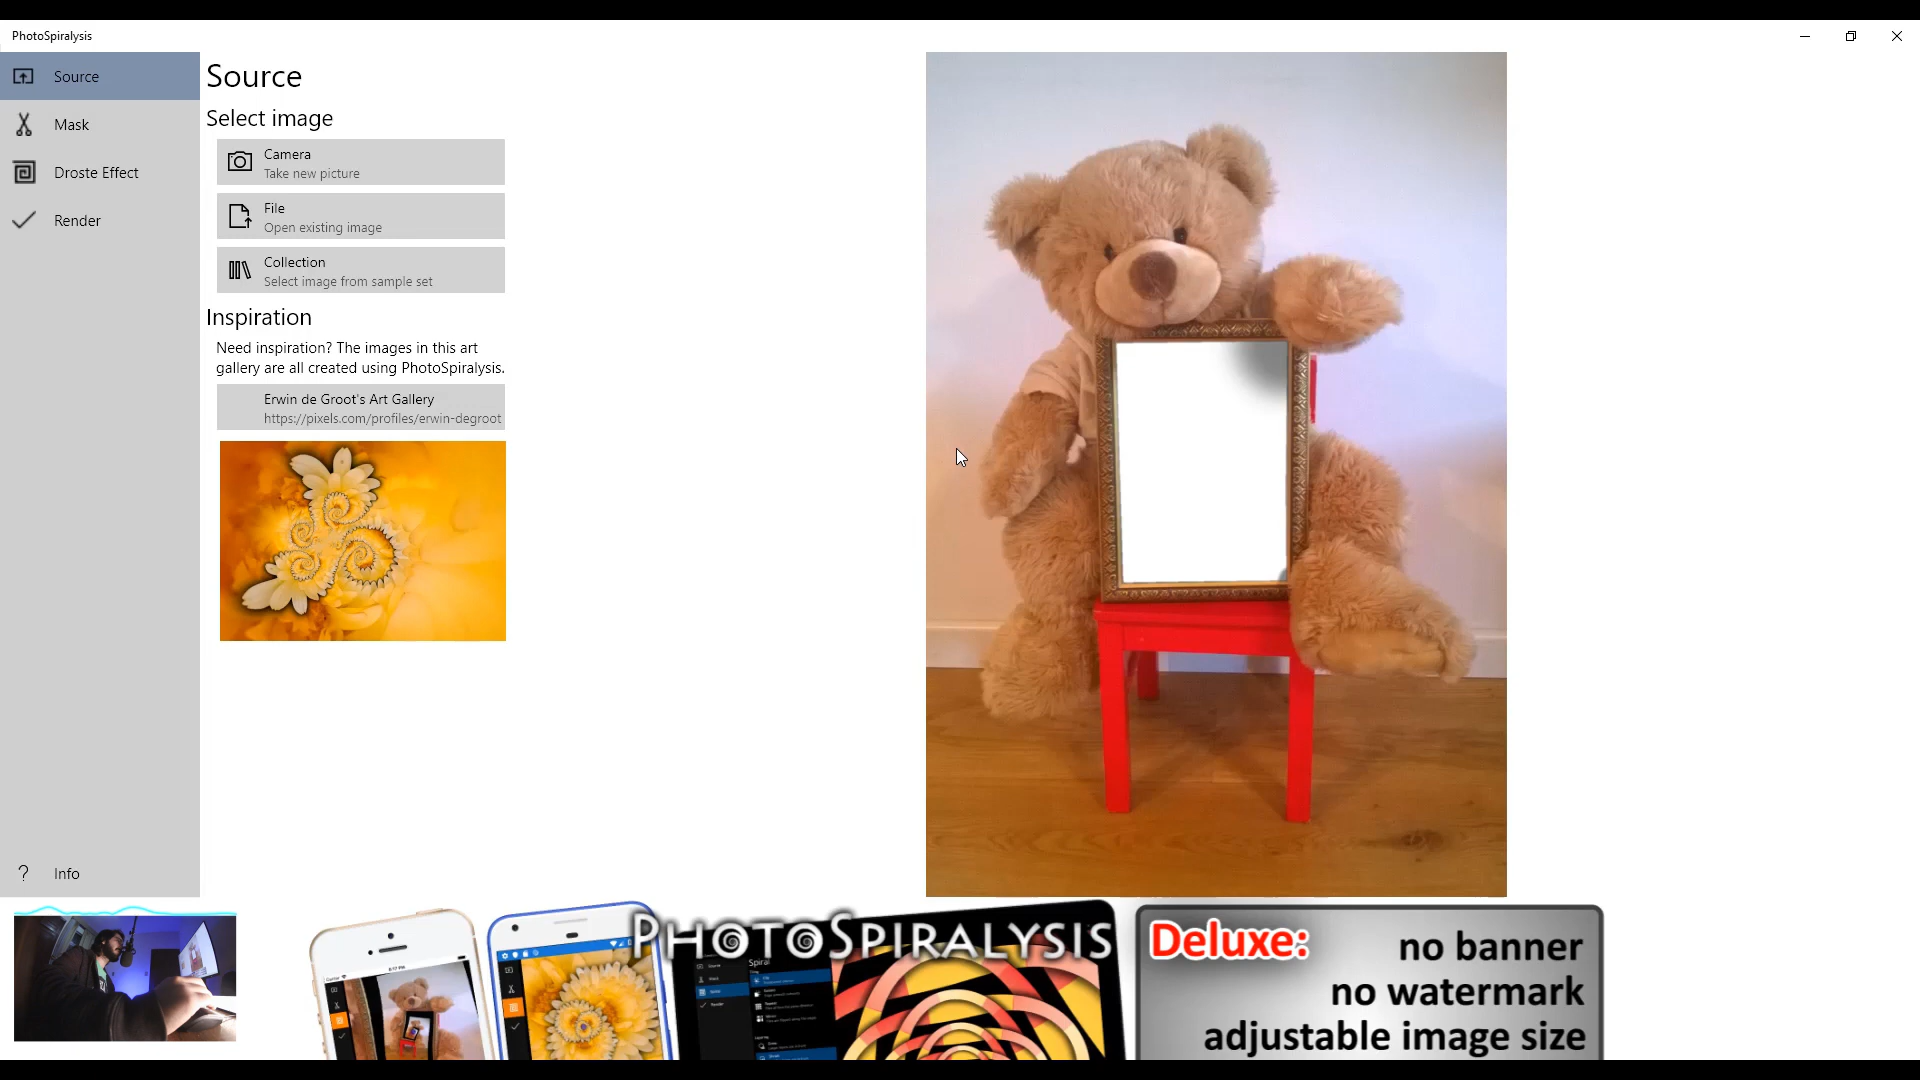 PhotoSpiralysis
Source
Mask
Droste Effect
Render
Info
Source
Select image
Camera
Take new picture
File
Open existing image
Collection
Select image from sample set
Inspiration
Need inspiration? The images in this art
gallery are all created using PhotoSpiralysis.
Erwin de Groot's Art Gallery
https://pixels.com/profiles/erwin-degroot
PHOTOSPIRALYSIS
Spiral
Deluxe:
no banner
no watermark
adjustable image size